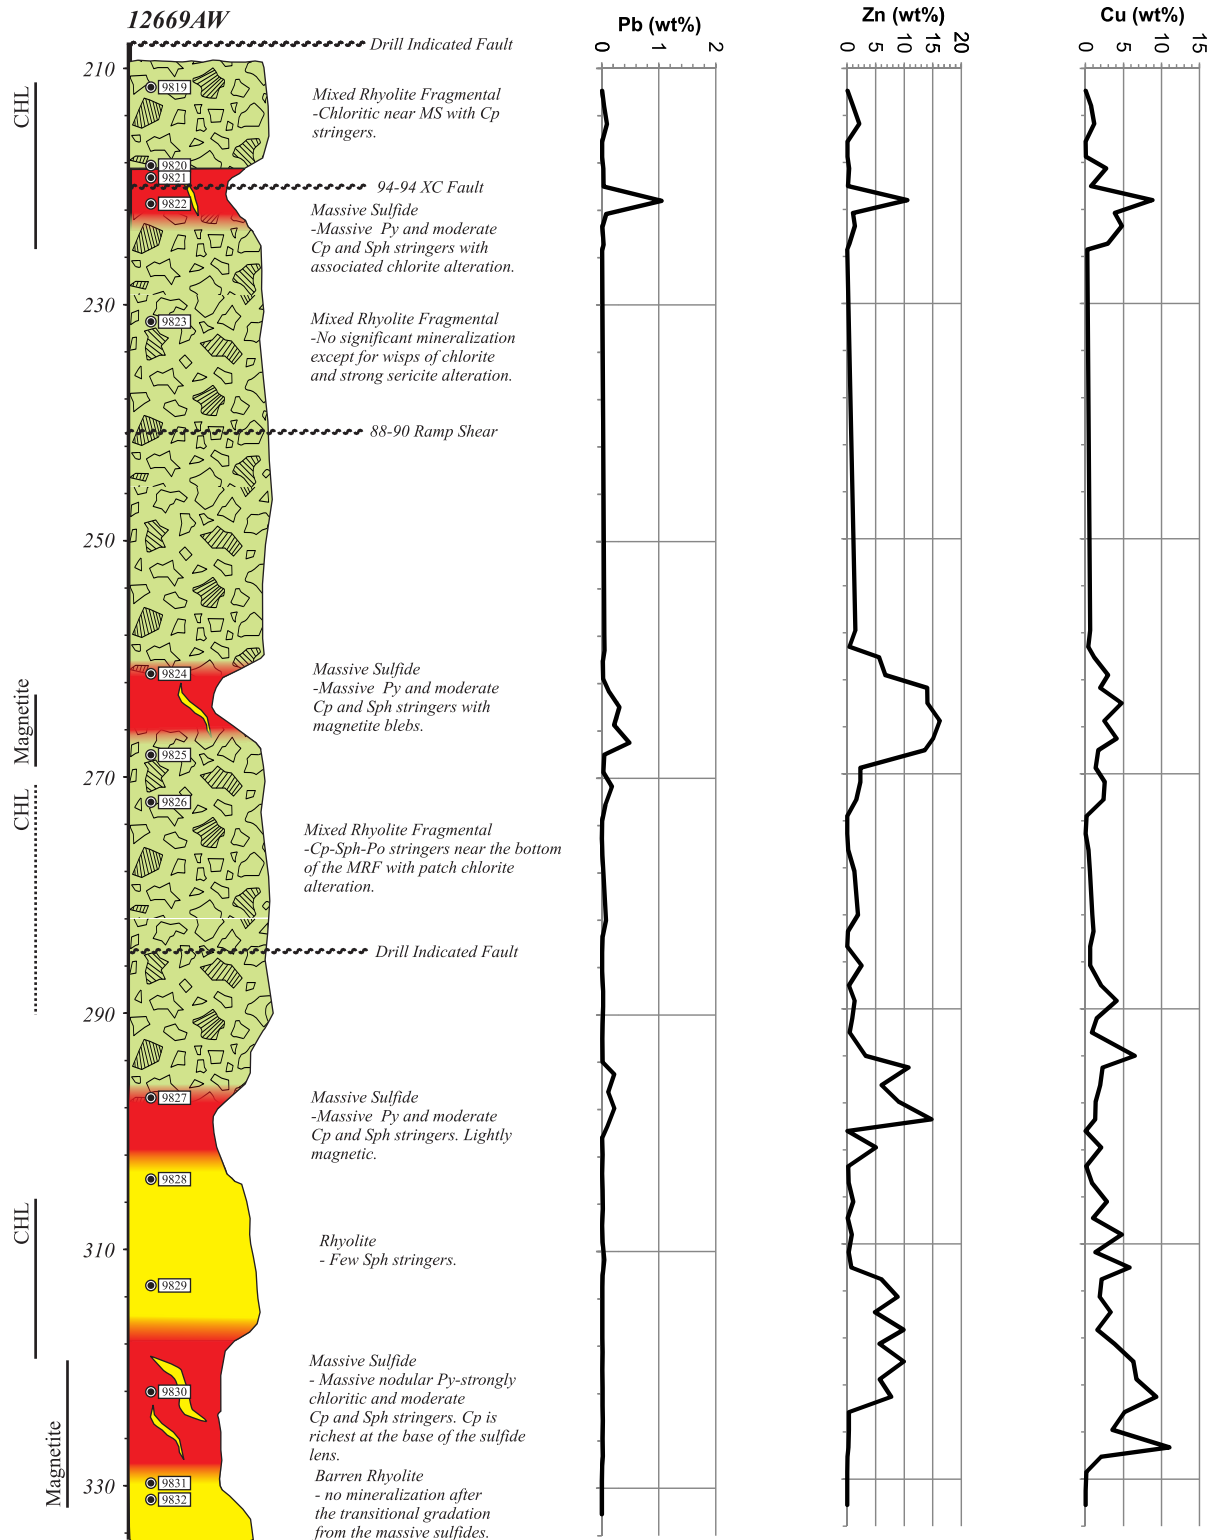 12669AW
Pb (wt%)
Zn (wt%)
Cu (wt%)
0 1 2
0 5 10 15 20
0 5 10 15
Drill Indicated Fault
210
CHL
9819
Mixed Rhyolite Fragmental
-Chloritic near MS with Cp
stringers.
9820
9821
94-94 XC Fault
9822
Massive Sulfide
-Massive Py and moderate
Cp and Sph stringers with
associated chlorite alteration.
230
9823
Mixed Rhyolite Fragmental
-No significant mineralization
except for wisps of chlorite
and strong sericite alteration.
88-90 Ramp Shear
250
9824
Massive Sulfide
-Massive Py and moderate
Cp and Sph stringers with
magnetite blebs.
Magnetite
9825
270
CHL
9826
Mixed Rhyolite Fragmental
-Cp-Sph-Po stringers near the bottom
of the MRF with patch chlorite
alteration.
Drill Indicated Fault
290
9827
Massive Sulfide
-Massive Py and moderate
Cp and Sph stringers. Lightly
magnetic.
9828
CHL
310
Rhyolite
- Few Sph stringers.
9829
Massive Sulfide
- Massive nodular Py-strongly
chloritic and moderate
Cp and Sph stringers. Cp is
richest at the base of the sulfide
lens.
9830
Magnetite
330
9831
9832
Barren Rhyolite
- no mineralization after
the transitional gradation
from the massive sulfides.